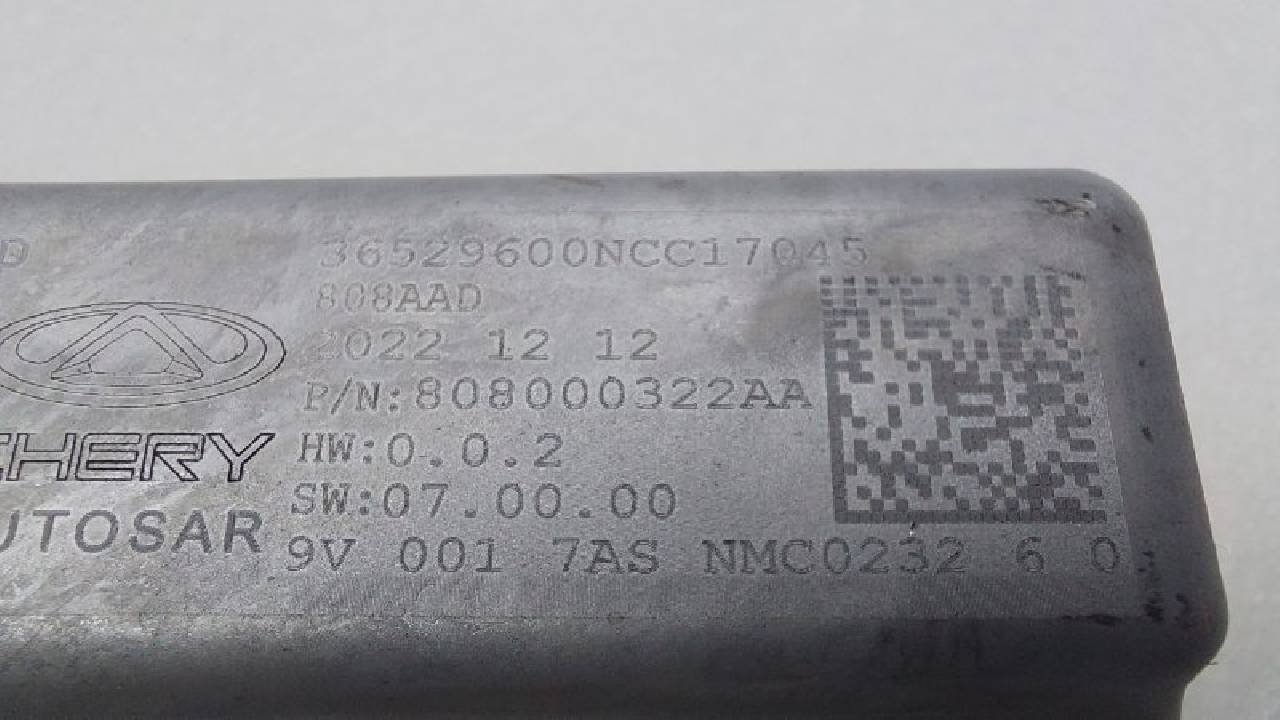 D
36529600NCC17045
808AAD
2022 12 12
P/N:808000322AA
HW:0.0.2
SW:07.00.00
9V 001 7AS NMC0232 6 0
CHERY
UTOSAR